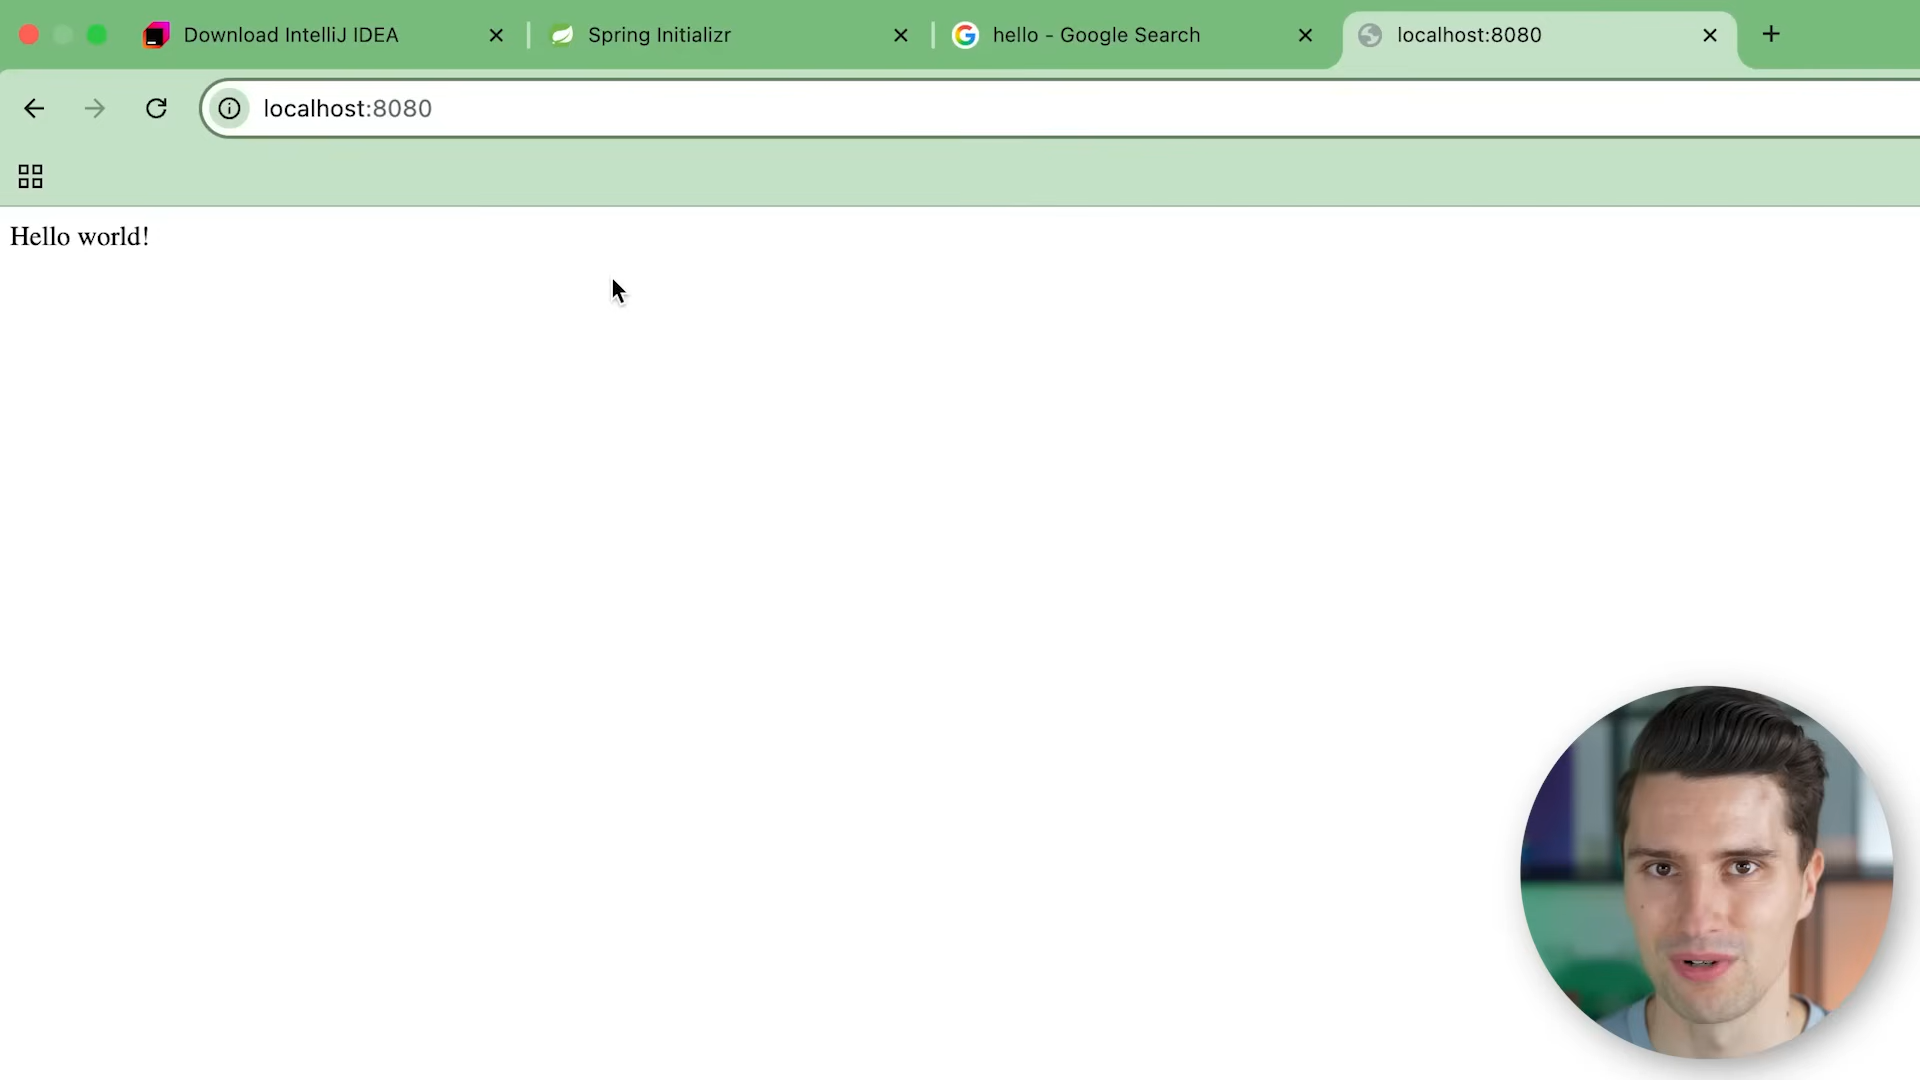 Download IntelliJ IDEA
Spring Initializr
hello - Google Search
localhost:8080
localhost:8080
Hello world!